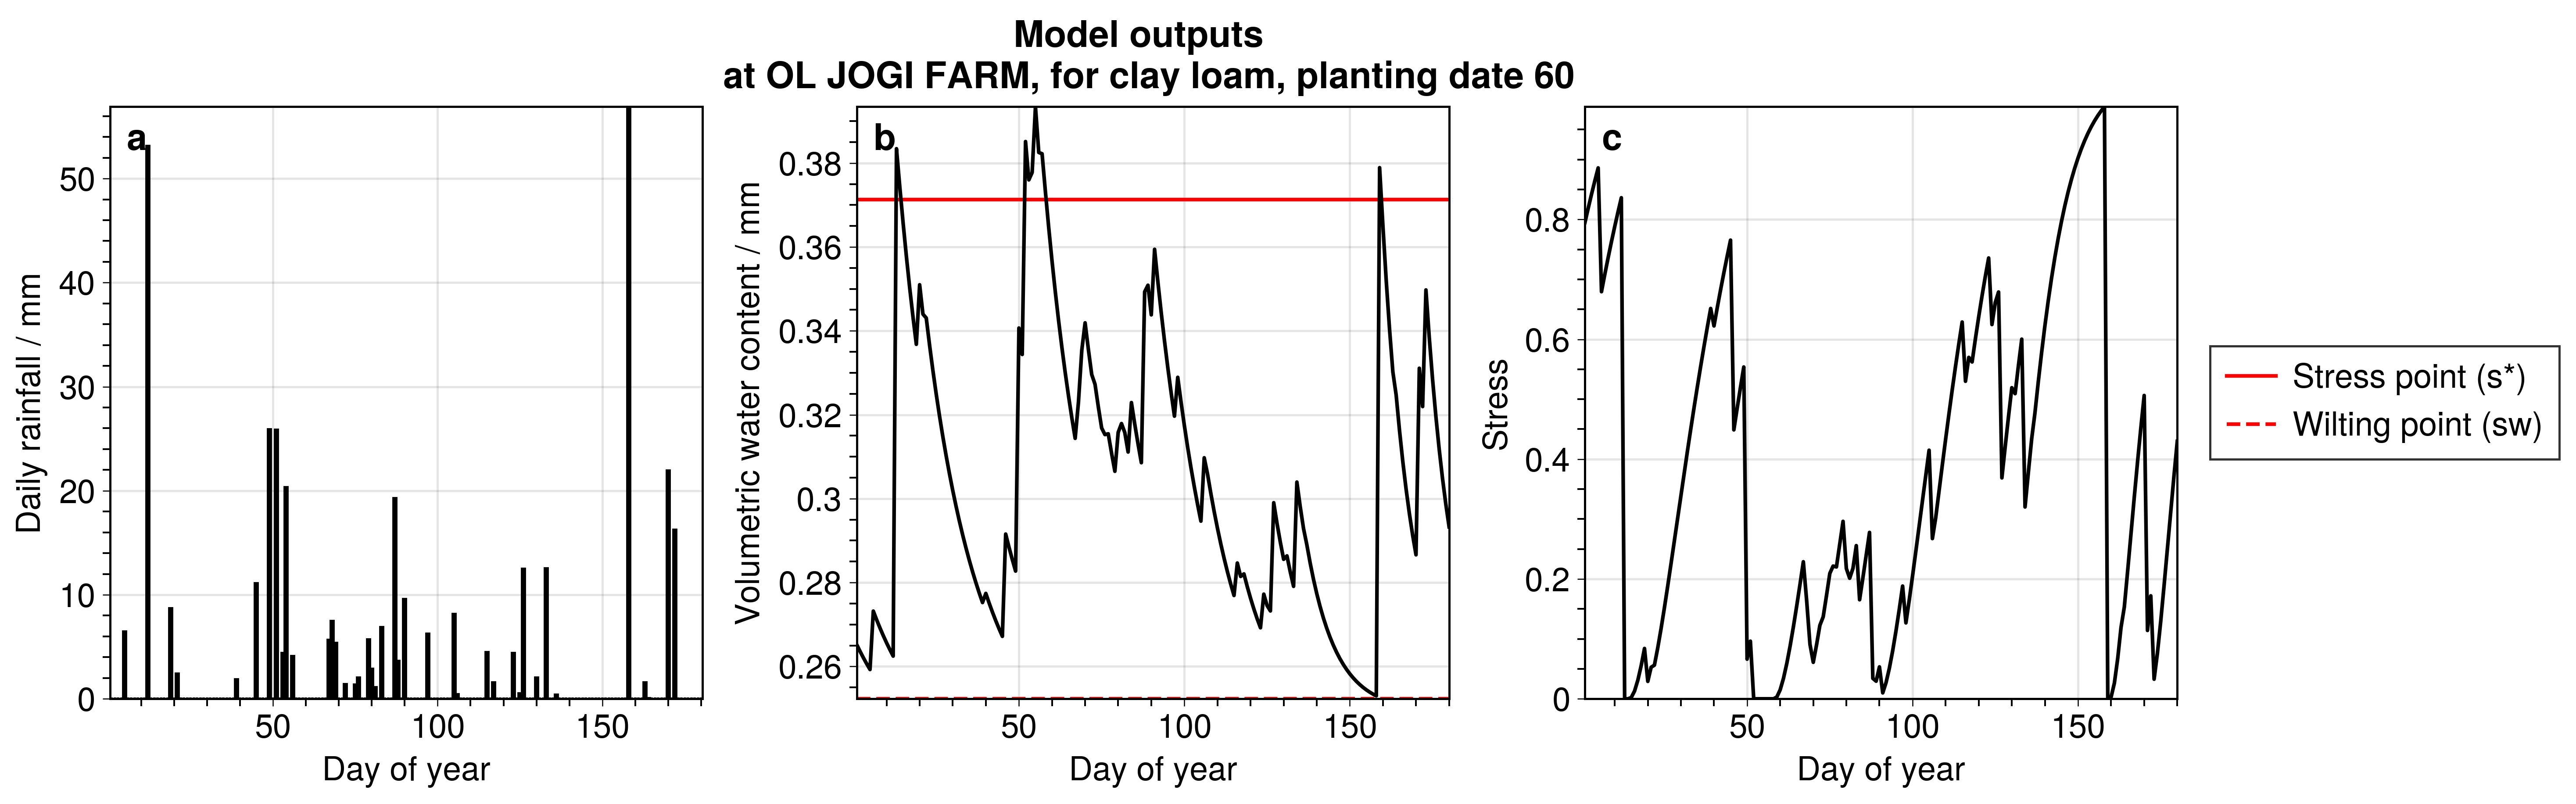 Model outputs
at OL JOGI FARM, for clay loam, planting date 60
a
Daily rainfall / mm
50
40
30
20
10
0
50
100
150
Day of year
b
Volumetric water content / mm
0.38
0.36
0.34
0.32
0.3
0.28
0.26
50
100
150
Day of year
c
Stress
0.8
0.6
0.4
0.2
0
50
100
150
Day of year
Stress point (s*)
Wilting point (sw)